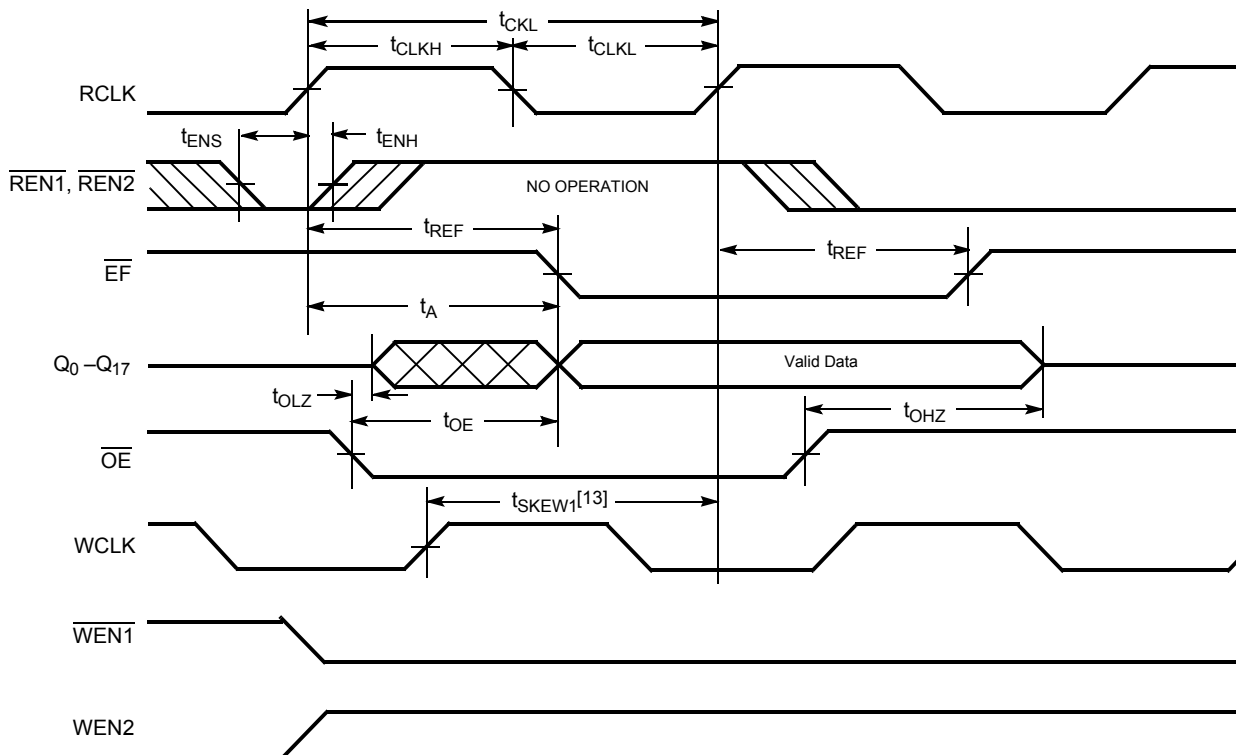 tCKL
tCLKH
tCLKL
RCLK
tENS
tENH
REN1, REN2
NO OPERATION
tREF
tREF
EF
tA
Q0 –Q17
Valid Data
tOLZ
tOE
tOHZ
OE
tSKEW1[13]
WCLK
WEN1
WEN2